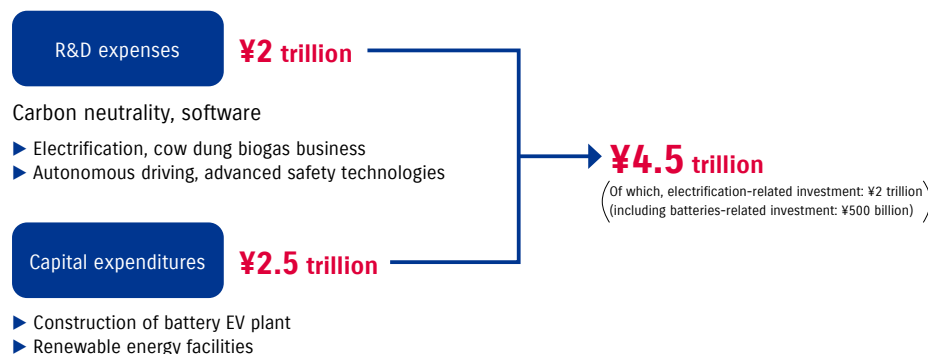 R&D expenses
¥2 trillion
Carbon neutrality, software
▶ Electrification, cow dung biogas business
▶ Autonomous driving, advanced safety technologies
¥4.5 trillion
(Of which, electrification-related investment: ¥2 trillion
(including batteries-related investment: ¥500 billion))
Capital expenditures
¥2.5 trillion
▶ Construction of battery EV plant
▶ Renewable energy facilities